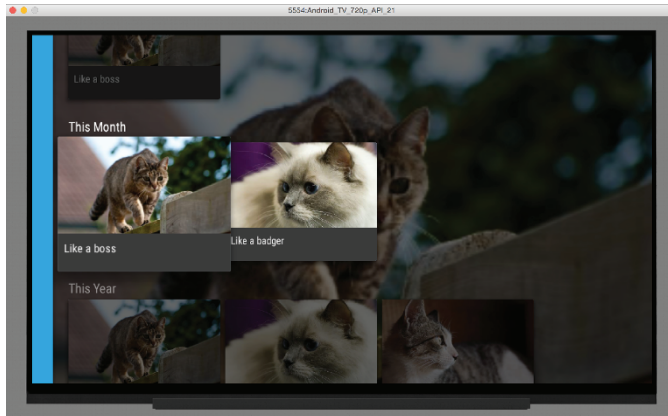 5554:Android_TV_720p_API_21
Like a boss
This Month
Like a boss
Like a badger
This Year